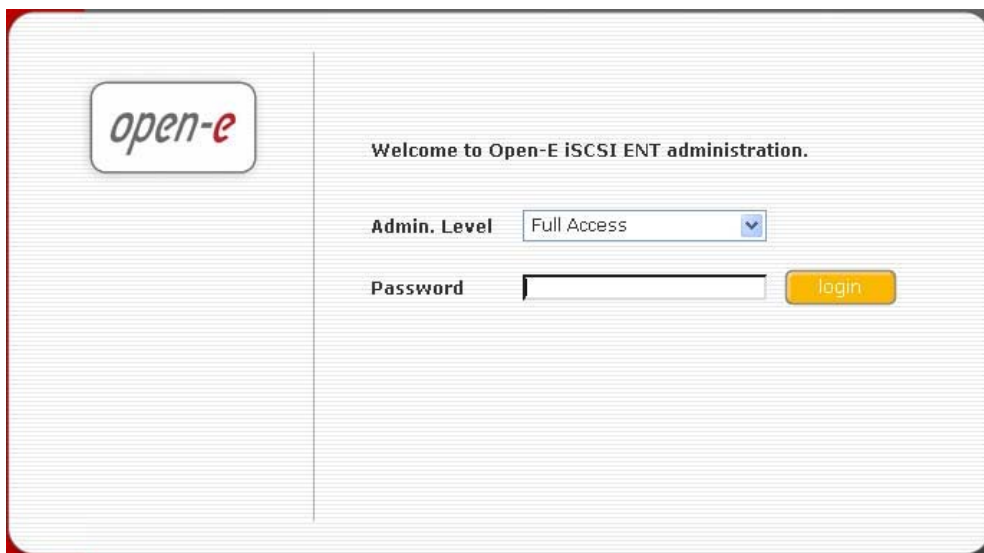 open-e
Welcome to Open-E iSCSI ENT administration.
Admin. Level Full Access
Password login